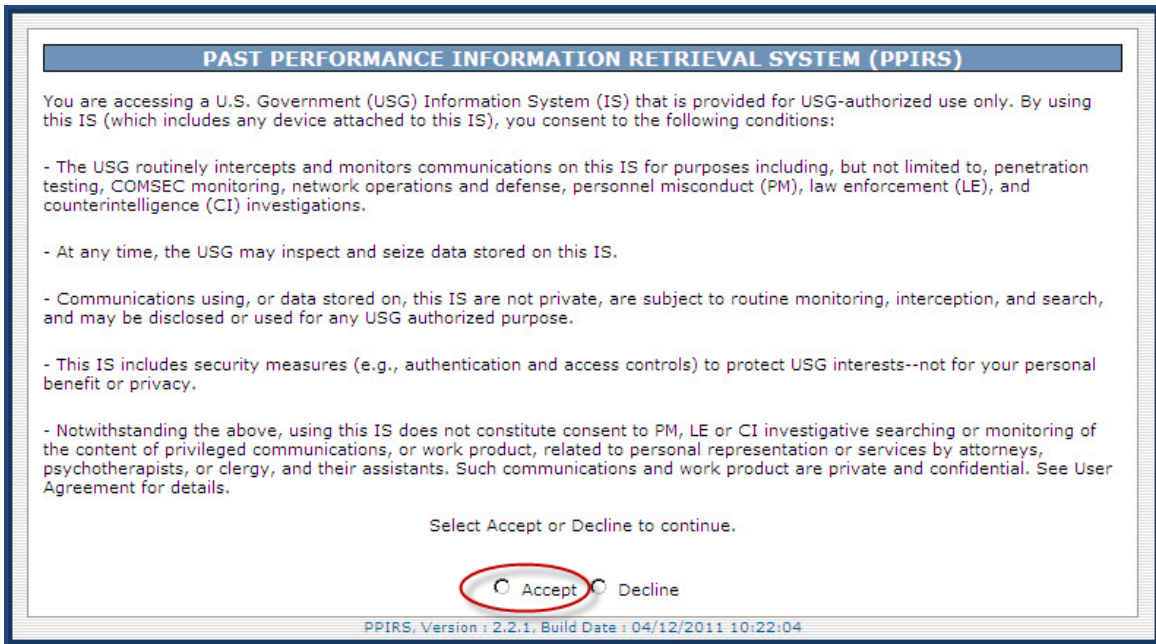 PAST PERFORMANCE INFORMATION RETRIEVAL SYSTEM (PPIRS)
You are accessing a U.S. Government (USG) Information System (IS) that is provided for USG-authorized use only. By using
this IS (which includes any device attached to this IS), you consent to the following conditions:
- The USG routinely intercepts and monitors communications on this IS for purposes including, but not limited to, penetration
testing, COMSEC monitoring, network operations and defense, personnel misconduct (PM), law enforcement (LE), and
counterintelligence (CI) investigations.
- At any time, the USG may inspect and seize data stored on this IS.
- Communications using, or data stored on, this IS are not private, are subject to routine monitoring, interception, and search,
and may be disclosed or used for any USG authorized purpose.
- This IS includes security measures (e.g., authentication and access controls) to protect USG interests--not for your personal
benefit or privacy.
- Notwithstanding the above, using this IS does not constitute consent to PM, LE or CI investigative searching or monitoring of
the content of privileged communications, or work product, related to personal representation or services by attorneys,
psychotherapists, or clergy, and their assistants. Such communications and work product are private and confidential. See User
Agreement for details.
Select Accept or Decline to continue.
Accept Decline
PPIRS, Version : 2.2.1, Build Date : 04/12/2011 10:22:04